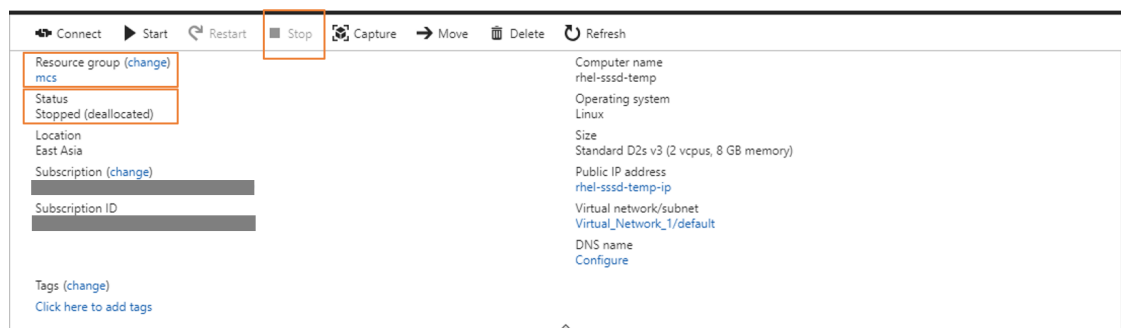 Connect Start Restart Stop Capture Move Delete Refresh
Resource group (change)
mcs
Status
Stopped (deallocated)
Location
East Asia
Subscription (change)
Subscription ID
Tags (change)
Click here to add tags
Computer name
rhel-sssd-temp
Operating system
Linux
Size
Standard D2s v3 (2 vcpus, 8 GB memory)
Public IP address
rhel-sssd-temp-ip
Virtual network/subnet
Virtual_Network_1/default
DNS name
Configure